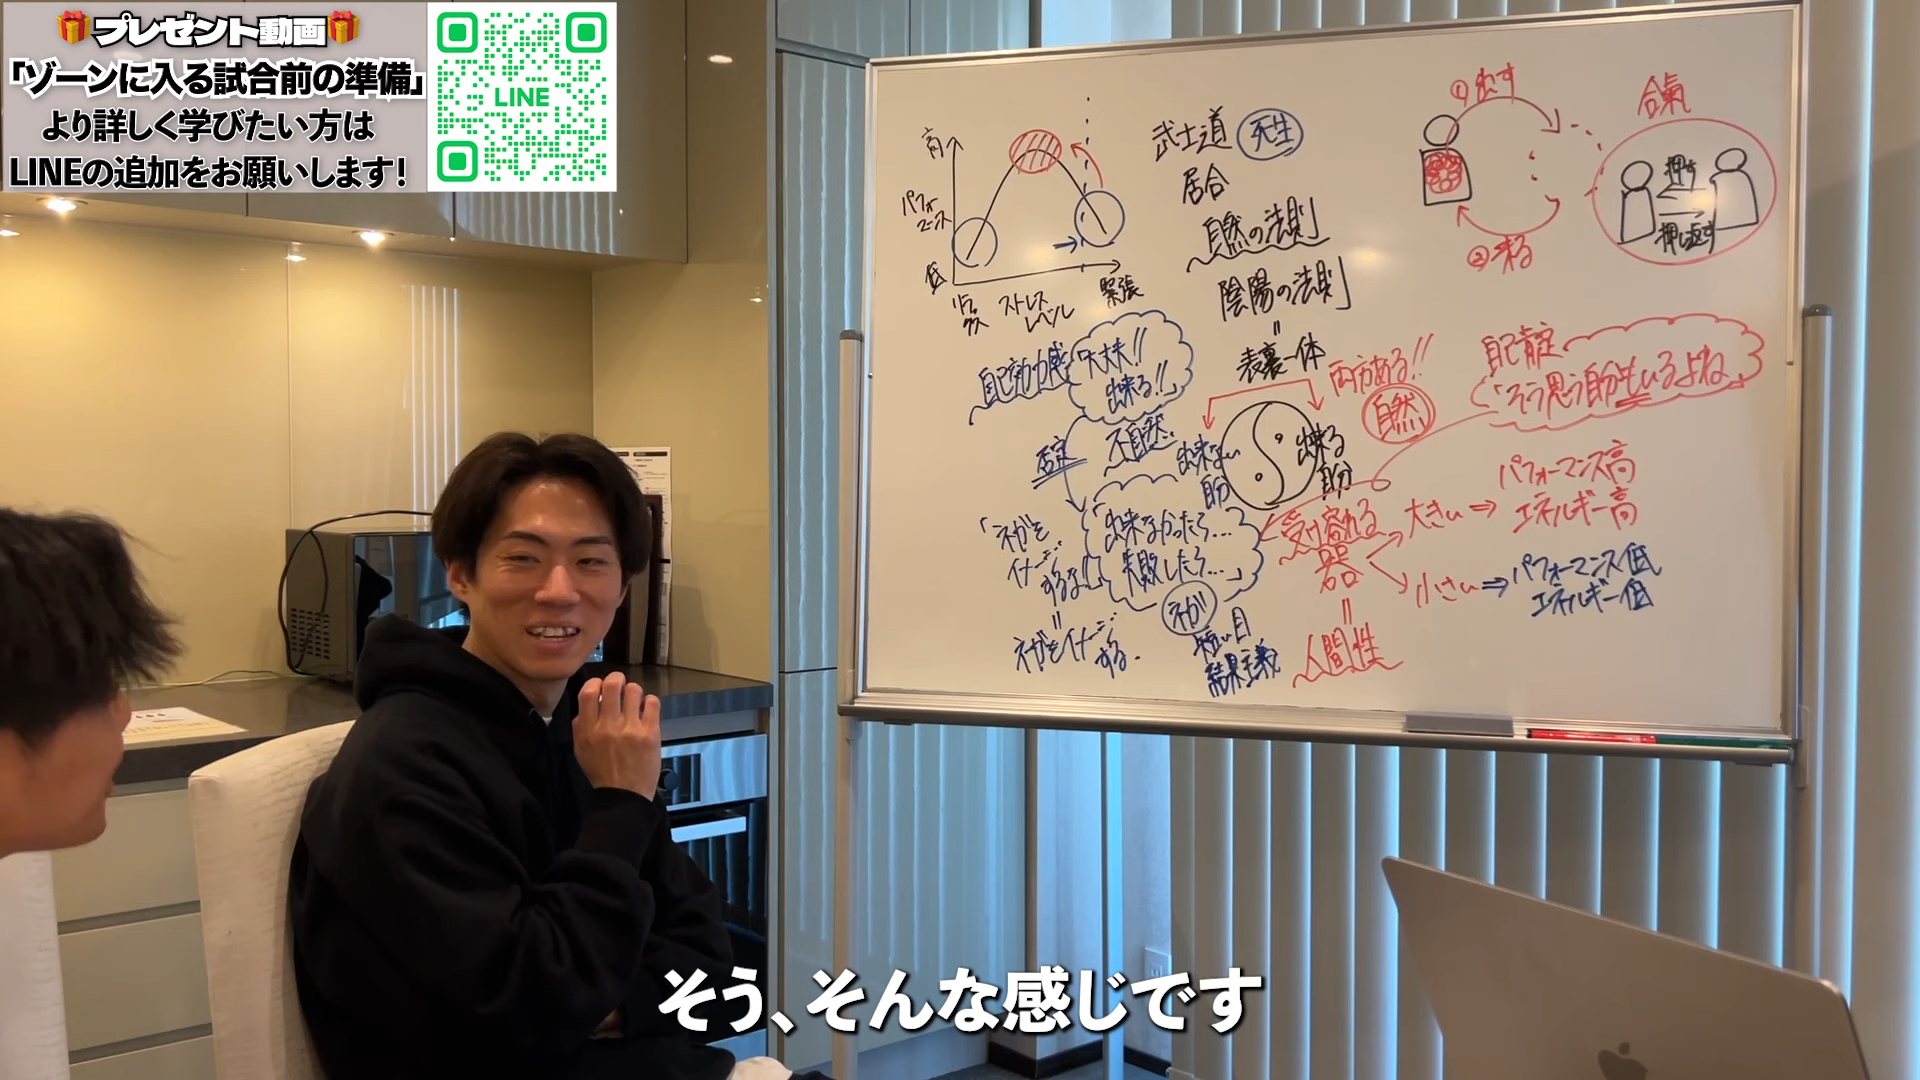 🎁プレゼント動画🎁
「ゾーンに入る試合前の準備」
より詳しく学びたい方は
LINEの追加をお願いします!
LINE
高
パフォーマンス
低
リラックス
ストレスレベル
緊張
武士道 死生
居合
自然の法則
陰陽の法則
=
表裏一体
両方ある!!
自然
①出す
②来る
合氣
押す
押し返す
自己肯定
「そう思う自分もいるよね」
自己効力感
「大丈夫!!
出来る!!」
否定
不自然
出来ない
自分
出来る
自分
「ネガを
イメージ
するな!」
出来なかったら…
失敗したら…」
ネガ
ネガをイメージ
する.
短い目
結果主義
受け容れる
器
大きい⇒
パフォーマンス高
エネルギー高
小さい⇒
パフォーマンス低
エネルギー低
=
人間性
そう、そんな感じです